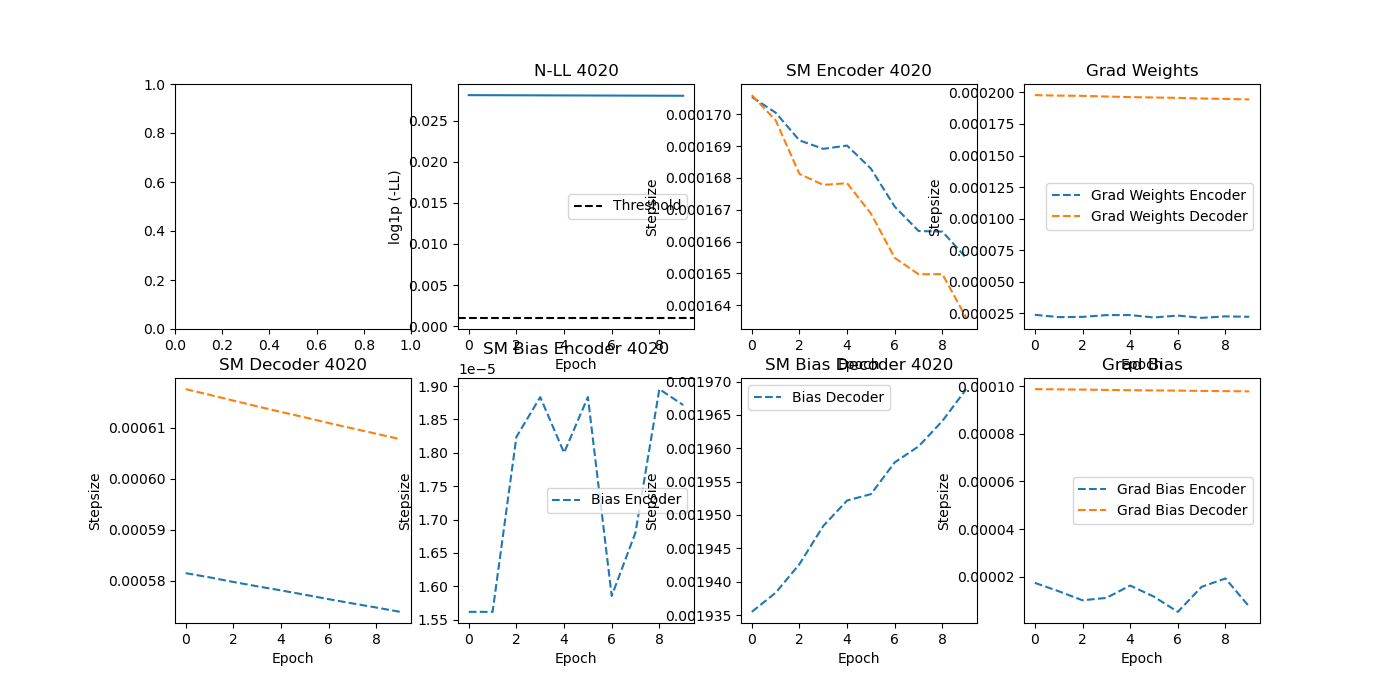 1.0
0.8
0.6
0.4
0.2
0.0
0.0 0.2 0.4 0.6 0.8 1.0
N-LL 4020
log1p (-LL)
0.025
0.020
0.015
0.010
0.005
0.000
Threshold
0 2 4 6 8
Epoch
SM Encoder 4020
Stepsize
0.000170
0.000169
0.000168
0.000167
0.000166
0.000165
0.000164
0 2 4 6 8
Epoch
Grad Weights
Stepsize
0.000200
0.000175
0.000150
0.000125
0.000100
0.000075
0.000050
0.000025
Grad Weights Encoder
Grad Weights Decoder
0 2 4 6 8
Epoch
SM Decoder 4020
Stepsize
0.00061
0.00060
0.00059
0.00058
0 2 4 6 8
Epoch
SM Bias Encoder 4020
1e−5
Stepsize
1.90
1.85
1.80
1.75
1.70
1.65
1.60
1.55
Bias Encoder
0 2 4 6 8
Epoch
SM Bias Decoder 4020
Stepsize
0.001970
0.001965
0.001960
0.001955
0.001950
0.001945
0.001940
0.001935
Bias Decoder
0 2 4 6 8
Epoch
Grad Bias
Stepsize
0.00010
0.00008
0.00006
0.00004
0.00002
Grad Bias Encoder
Grad Bias Decoder
0 2 4 6 8
Epoch